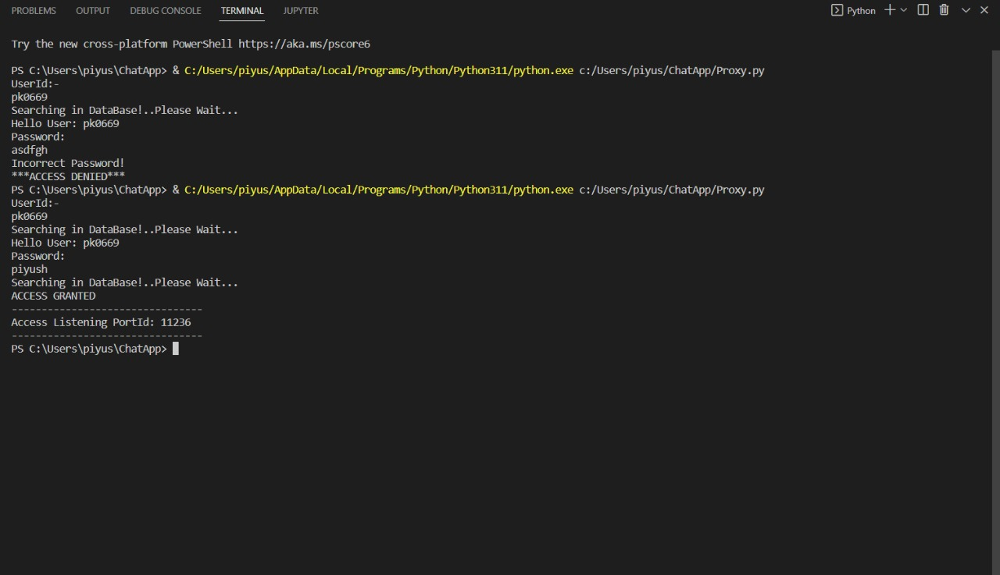 PROBLEMS OUTPUT DEBUG CONSOLE TERMINAL JUPYTER Python
Try the new cross-platform PowerShell https://aka.ms/pscore6
PS C:\Users\piyus\ChatApp> & C:/Users/piyus/AppData/Local/Programs/Python/Python311/python.exe c:/Users/piyus/ChatApp/Proxy.py
UserId:-
pk0669
Searching in DataBase!..Please Wait...
Hello User: pk0669
Password:
asdfgh
Incorrect Password!
***ACCESS DENIED***
PS C:\Users\piyus\ChatApp> & C:/Users/piyus/AppData/Local/Programs/Python/Python311/python.exe c:/Users/piyus/ChatApp/Proxy.py
UserId:-
pk0669
Searching in DataBase!..Please Wait...
Hello User: pk0669
Password:
piyush
Searching in DataBase!..Please Wait...
ACCESS GRANTED
--------------------------------
Access Listening PortId: 11236
--------------------------------
PS C:\Users\piyus\ChatApp>